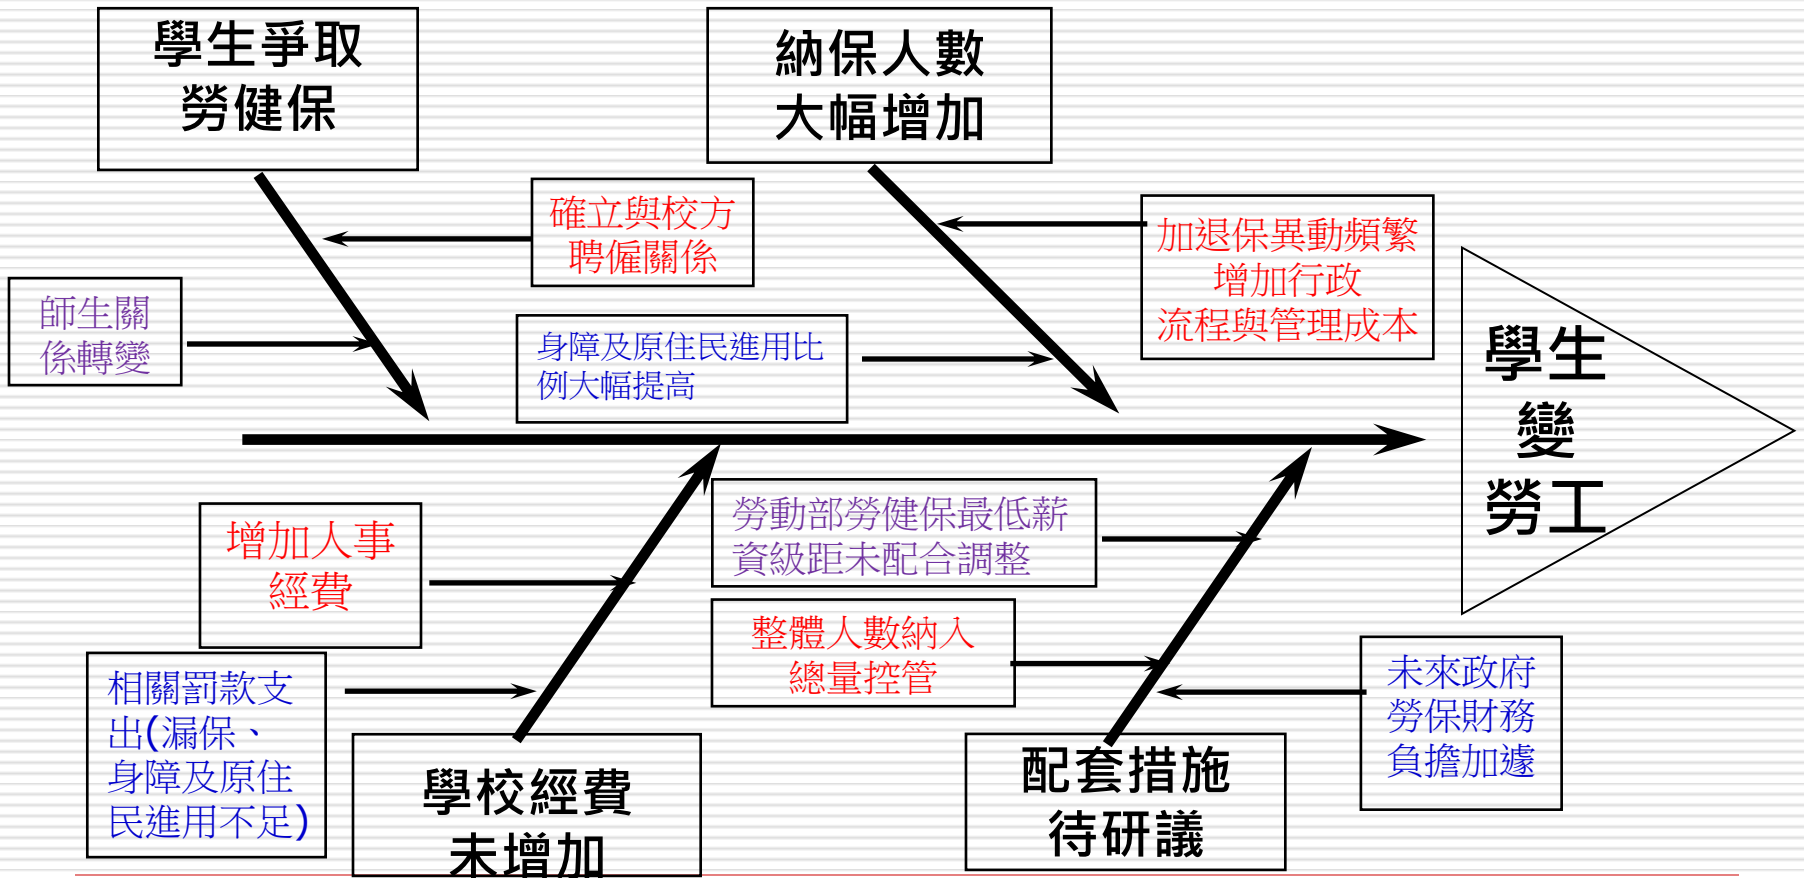 學生爭取
勞健保
納保人數
大幅增加
確立與校方
聘僱關係
加退保異動頻繁
增加行政
流程與管理成本
師生關
係轉變
身障及原住民進用比
例大幅提高
學生
變
勞工
勞動部勞健保最低薪
資級距未配合調整
增加人事
經費
整體人數納入
總量控管
相關罰款支
出(漏保、
身障及原住
民進用不足)
未來政府
勞保財務
負擔加遽
學校經費
未增加
配套措施
待研議